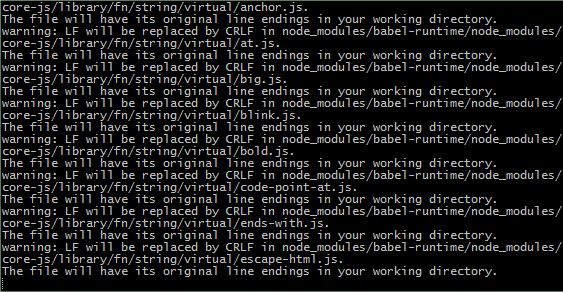 core-js/library/fn/string/virtual/anchor.js.
The file will have its original line endings in your working directory.
warning: LF will be replaced by CRLF in node_modules/babel-runtime/node_modules/
core-js/library/fn/string/virtual/at.js.
The file will have its original line endings in your working directory.
warning: LF will be replaced by CRLF in node_modules/babel-runtime/node_modules/
core-js/library/fn/string/virtual/big.js.
The file will have its original line endings in your working directory.
warning: LF will be replaced by CRLF in node_modules/babel-runtime/node_modules/
core-js/library/fn/string/virtual/blink.js.
The file will have its original line endings in your working directory.
warning: LF will be replaced by CRLF in node_modules/babel-runtime/node_modules/
core-js/library/fn/string/virtual/bold.js.
The file will have its original line endings in your working directory.
warning: LF will be replaced by CRLF in node_modules/babel-runtime/node_modules/
core-js/library/fn/string/virtual/code-point-at.js.
The file will have its original line endings in your working directory.
warning: LF will be replaced by CRLF in node_modules/babel-runtime/node_modules/
core-js/library/fn/string/virtual/ends-with.js.
The file will have its original line endings in your working directory.
warning: LF will be replaced by CRLF in node_modules/babel-runtime/node_modules/
core-js/library/fn/string/virtual/escape-html.js.
The file will have its original line endings in your working directory.